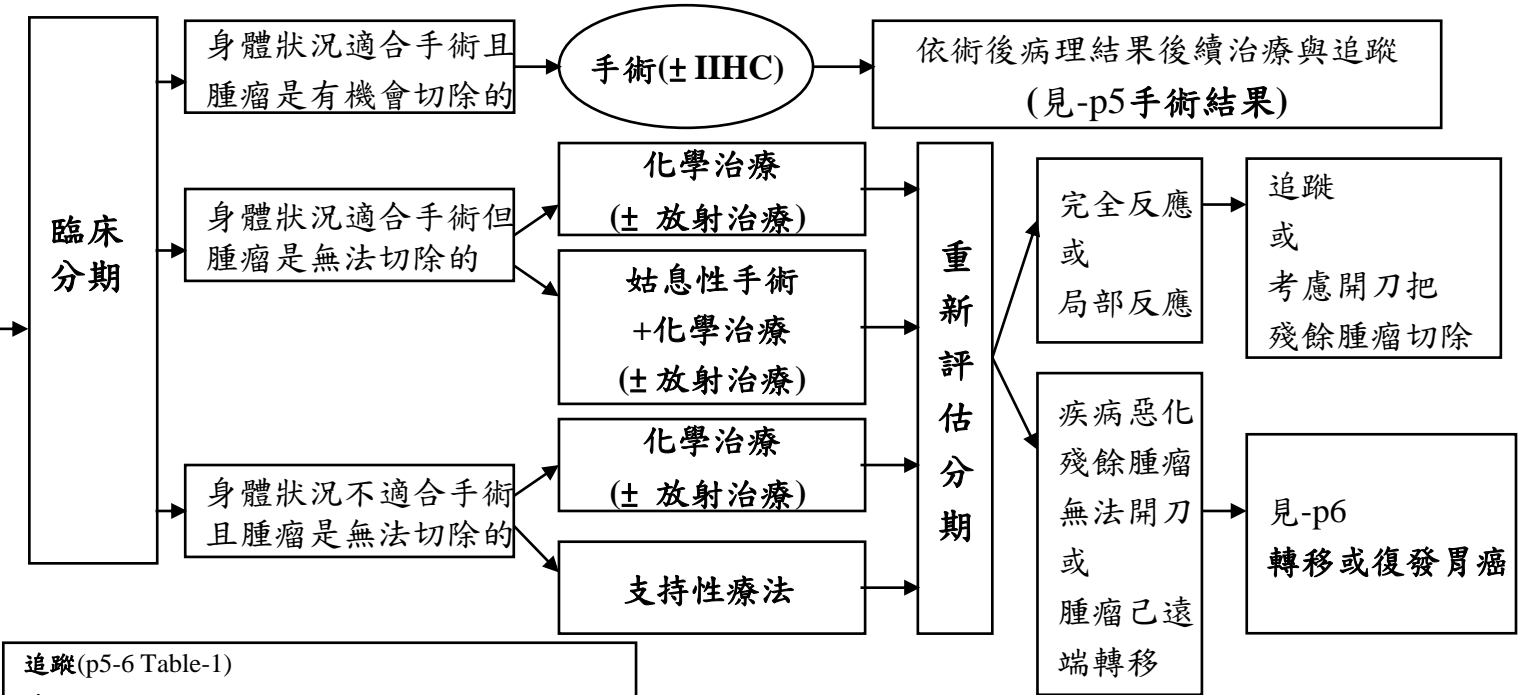 臨床
分期
身體狀況適合手術且
腫瘤是有機會切除的
手術(± IIHC)
依術後病理結果後續治療與追蹤
(見-p5手術結果)
身體狀況適合手術但
腫瘤是無法切除的
化學治療
(± 放射治療)
姑息性手術
+化學治療
(± 放射治療)
身體狀況不適合手術
且腫瘤是無法切除的
化學治療
(± 放射治療)
支持性療法
重
新
評
估
分
期
完全反應
或
局部反應
追蹤
或
考慮開刀把
殘餘腫瘤切除
疾病惡化
殘餘腫瘤
無法開刀
或
腫瘤己遠
端轉移
見-p6
轉移或復發胃癌
追蹤(p5-6 Table-1)